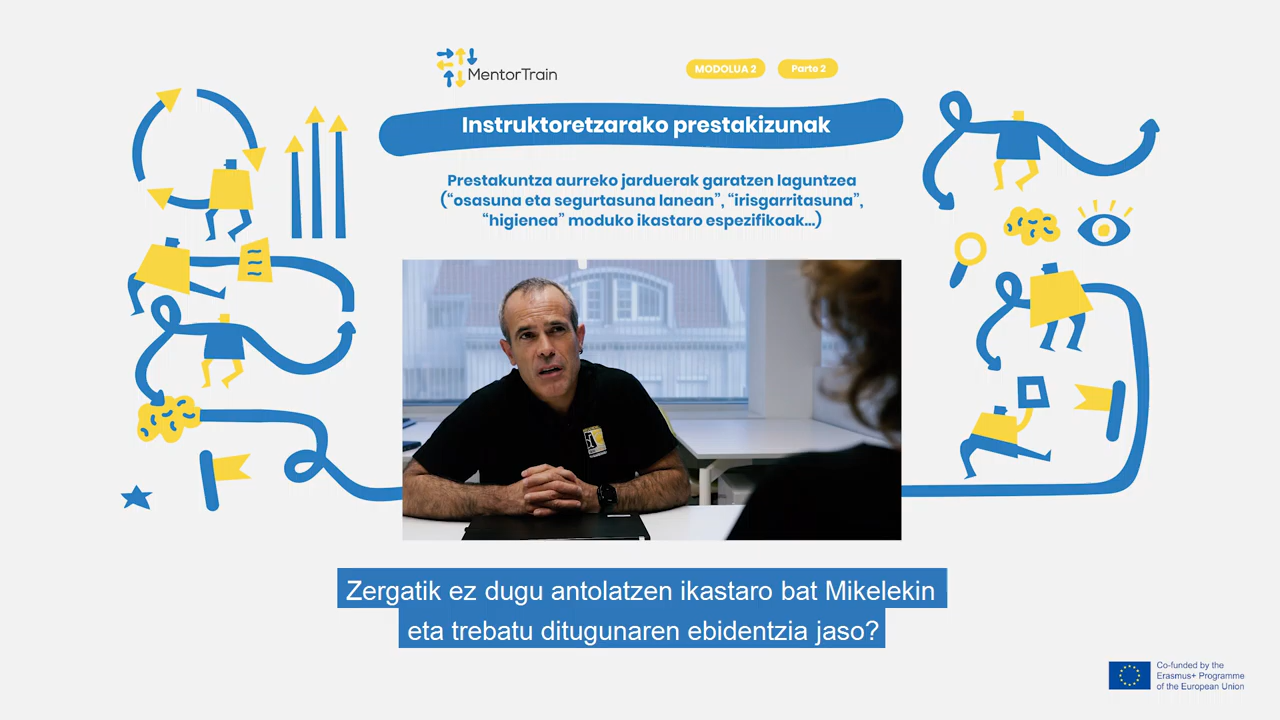 MentorTrain
MODOLUA 2
Parte 2
Instruktoretzarako prestakizunak
Prestakuntza aurreko jarduerak garatzen laguntzea
(“osasuna eta segurtasuna lanean”, “irisgarritasuna”,
“higienea” moduko ikastaro espezifikoak...)
Zergatik ez dugu antolatzen ikastaro bat Mikelekin
eta trebatu ditugunaren ebidentzia jaso?
Co-funded by the
Erasmus+ Programme
of the European Union